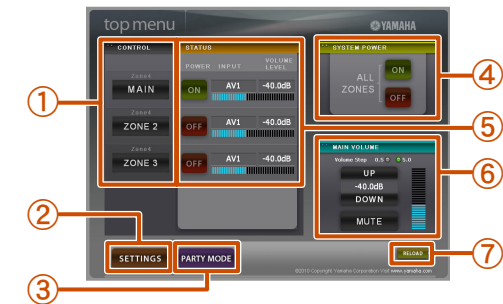 top menu
YAMAHA
CONTROL
STATUS
SYSTEM POWER
POWER INPUT VOLUME LEVEL
Zone4
MAIN
ON AV1 -40.0dB
ALL ZONES
ON
OFF
Zone4
ZONE 2
OFF AV1 -40.0dB
Zone4
ZONE 3
OFF AV1 -40.0dB
MAIN VOLUME
Volume Step 0.5 5.0
UP
-40.0dB
DOWN
MUTE
SETTINGS
PARTY MODE
RELOAD
©2010 Copyright Yamaha Corporation Visit www.yamaha.com
①
②
③
④
⑤
⑥
⑦